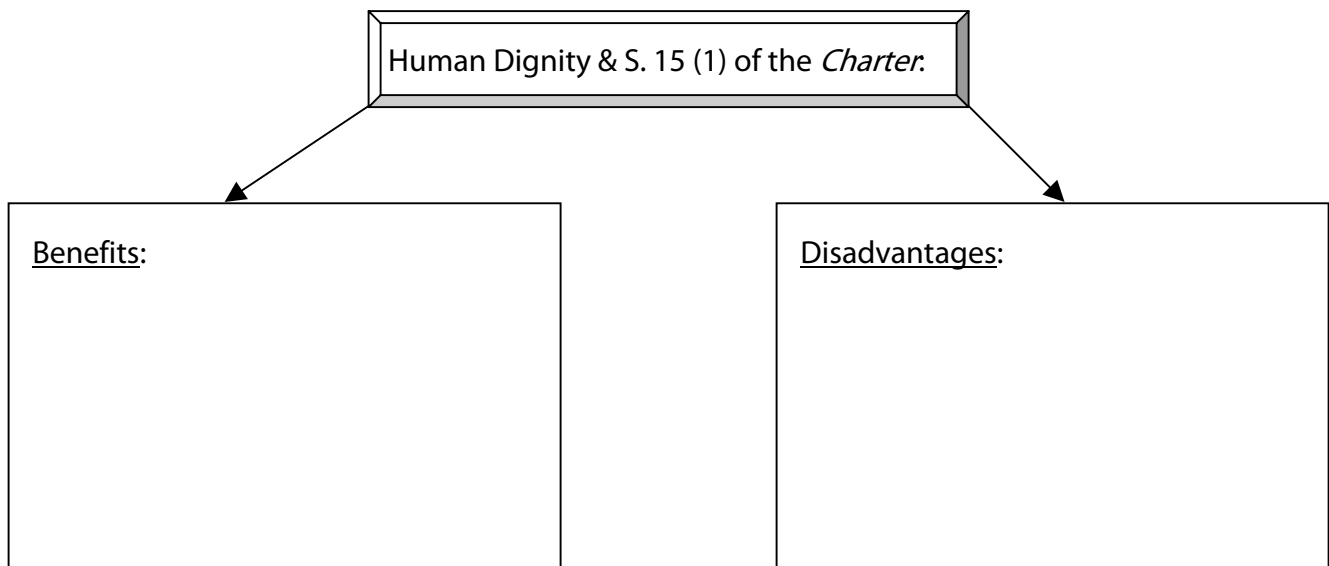 Human Dignity & S. 15 (1) of the Charter:
Benefits:
Disadvantages: